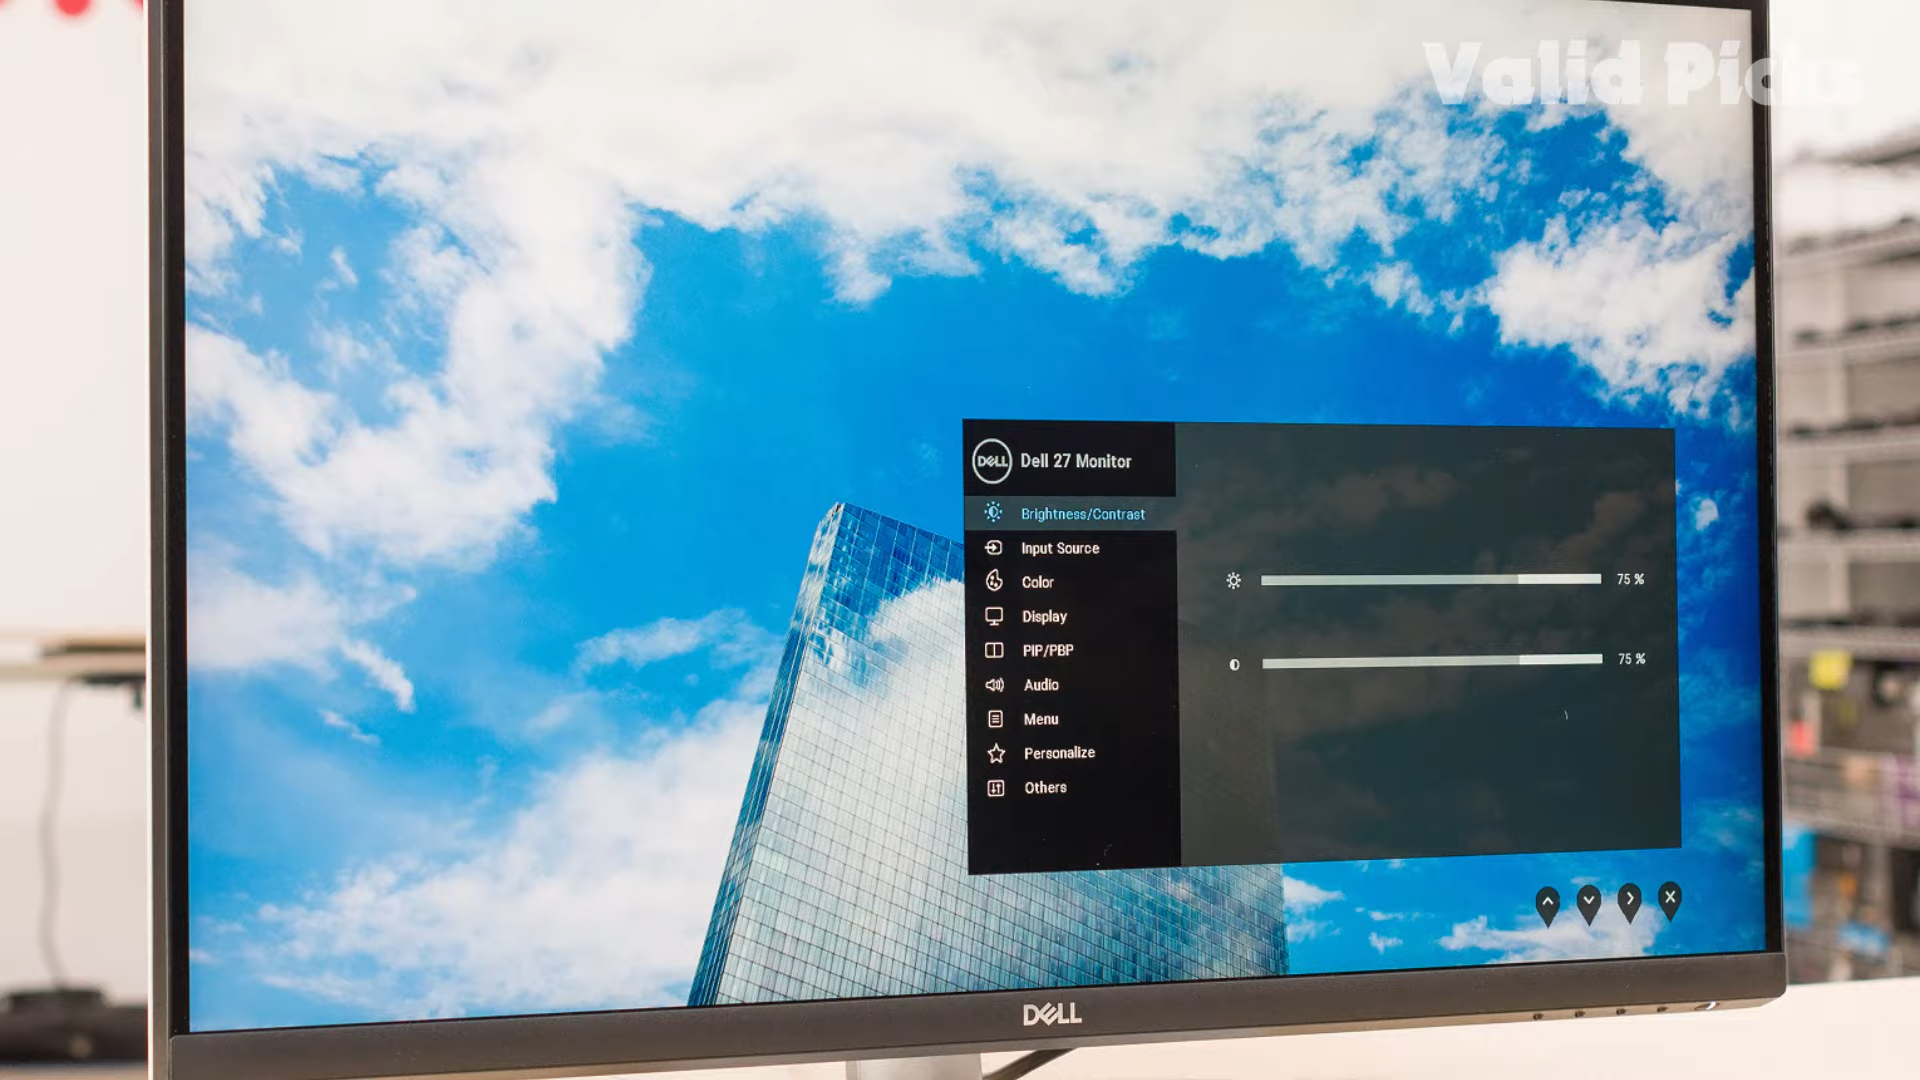 Valid Picks
DELL Dell 27 Monitor
Brightness/Contrast
Input Source
Color
75 %
Display
PIP/PBP
75 %
Audio
Menu
Personalize
Others
DELL